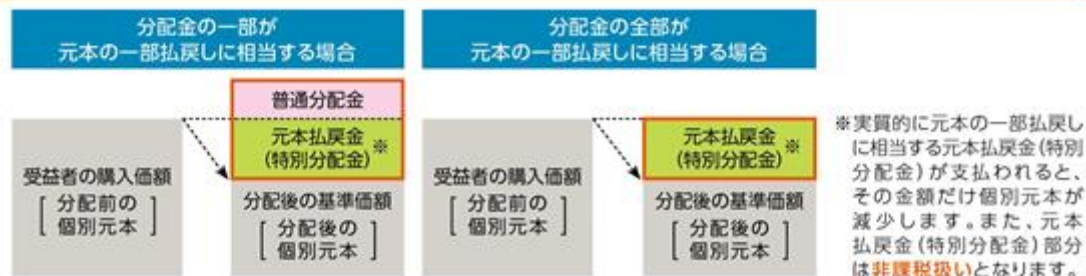 分配金の一部が
元本の一部払戻しに相当する場合
普通分配金
元本払戻金
(特別分配金)※
受益者の購入価額
[分配前の
個別元本]
分配後の基準価額
[分配後の
個別元本]
分配金の全部が
元本の一部払戻しに相当する場合
元本払戻金
(特別分配金)※
受益者の購入価額
[分配前の
個別元本]
分配後の基準価額
[分配後の
個別元本]
※実質的に元本の一部払戻し
に相当する元本払戻金(特別
分配金)が支払われると、
その金額だけ個別元本が
減少します。また、元本
払戻金(特別分配金)部分
は非課税扱いとなります。